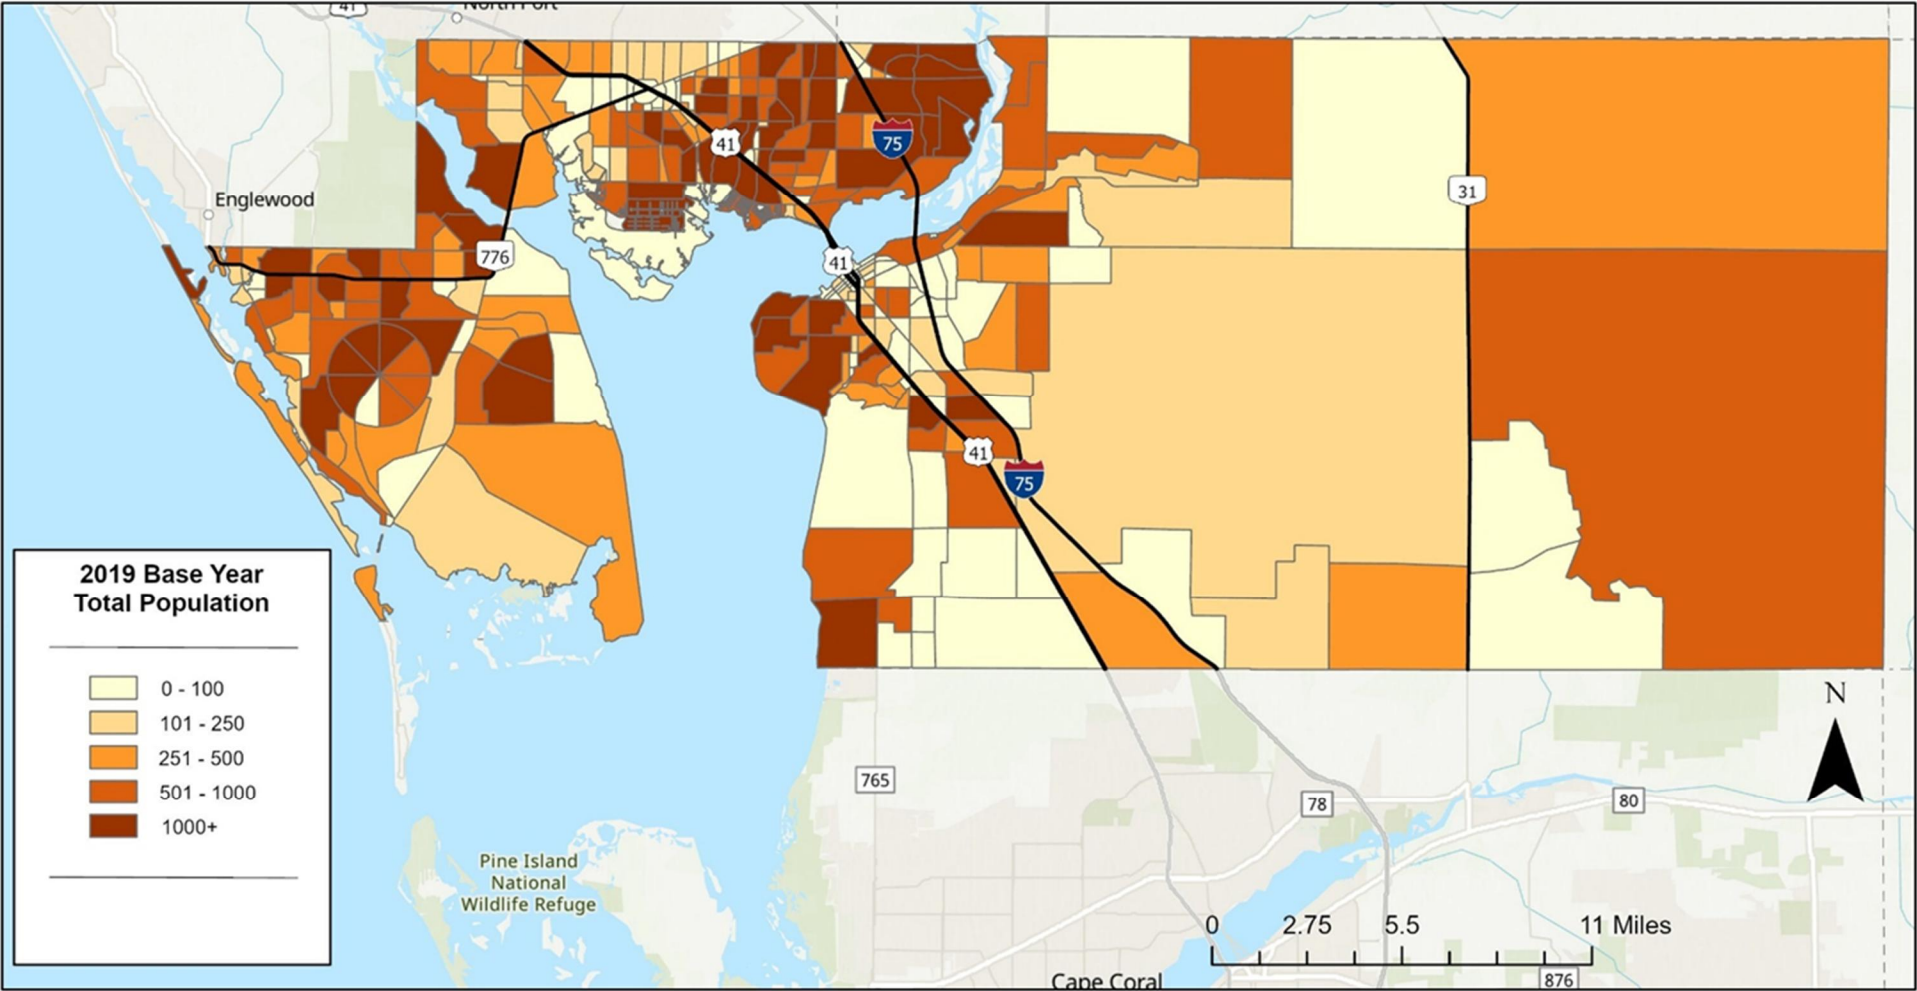 41
North Port
Englewood
41
75
31
776
41
41
75
2019 Base Year
Total Population
0 - 100
101 - 250
251 - 500
501 - 1000
1000+
N
765
78
80
Pine Island
National
Wildlife Refuge
0 2.75 5.5 11 Miles
Cape Coral
876